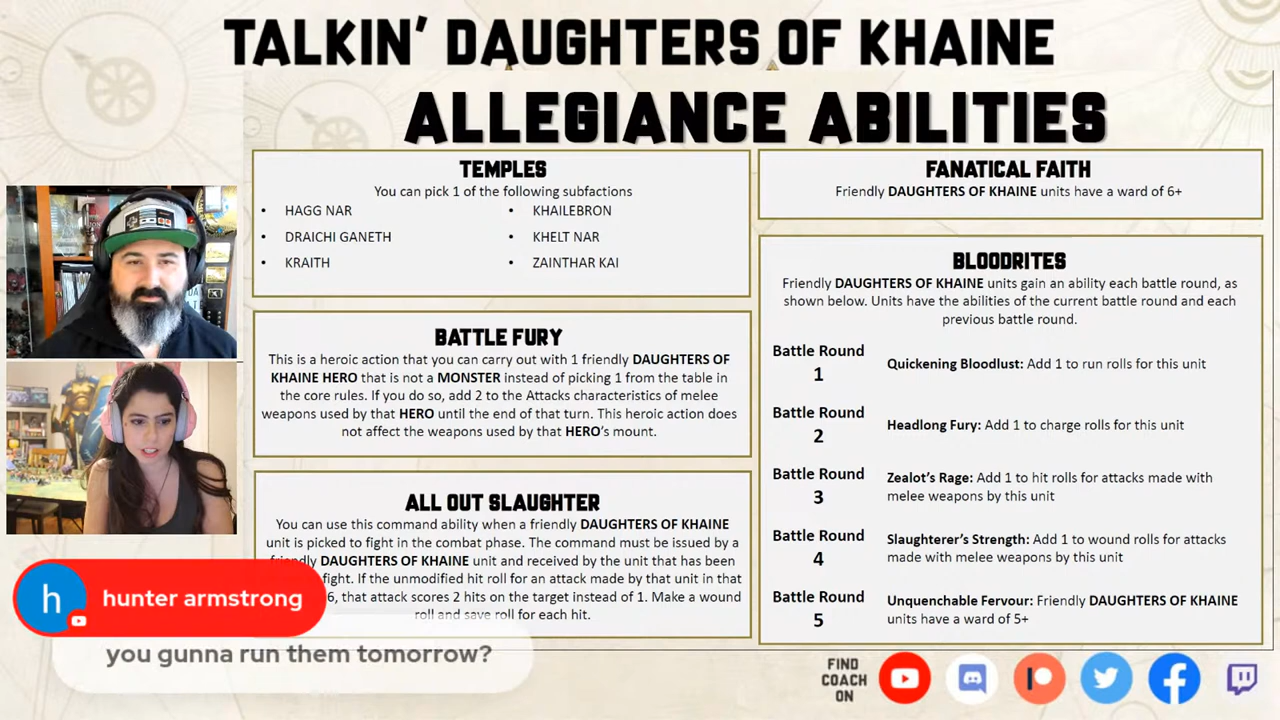 TALKIN' DAUGHTERS OF KHAINE
ALLEGIANCE ABILITIES
TEMPLES
You can pick 1 of the following subfactions
• HAGG NAR
• DRAICHI GANETH
• KRAITH
• KHAILEBRON
• KHELT NAR
• ZAINTHAR KAI
BATTLE FURY
This is a heroic action that you can carry out with 1 friendly DAUGHTERS OF
KHAINE HERO that is not a MONSTER instead of picking 1 from the table in
the core rules. If you do so, add 2 to the Attacks characteristics of melee
weapons used by that HERO until the end of that turn. This heroic action does
not affect the weapons used by that HERO's mount.
ALL OUT SLAUGHTER
You can use this command ability when a friendly DAUGHTERS OF KHAINE
unit is picked to fight in the combat phase. The command must be issued by a
friendly DAUGHTERS OF KHAINE unit and received by the unit that has been
fight. If the unmodified hit roll for an attack made by that unit in that
6, that attack scores 2 hits on the target instead of 1. Make a wound
roll and save roll for each hit.
FANATICAL FAITH
Friendly DAUGHTERS OF KHAINE units have a ward of 6+
BLOODRITES
Friendly DAUGHTERS OF KHAINE units gain an ability each battle round, as
shown below. Units have the abilities of the current battle round and each
previous battle round.
Battle Round
1
Quickening Bloodlust: Add 1 to run rolls for this unit
Battle Round
2
Headlong Fury: Add 1 to charge rolls for this unit
Battle Round
3
Zealot's Rage: Add 1 to hit rolls for attacks made with
melee weapons by this unit
Battle Round
4
Slaughterer's Strength: Add 1 to wound rolls for attacks
made with melee weapons by this unit
Battle Round
5
Unquenchable Fervour: Friendly DAUGHTERS OF KHAINE
units have a ward of 5+
h
hunter armstrong
you gunna run them tomorrow?
FIND
COACH
ON